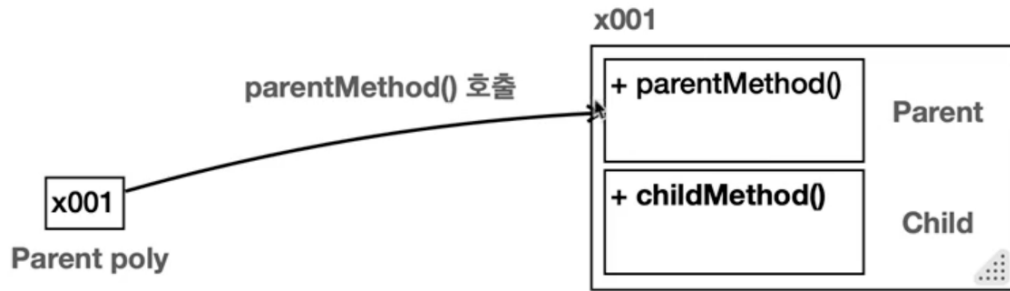 x001
parentMethod() 호출
+ parentMethod()
Parent
x001
+ childMethod()
Child
Parent poly